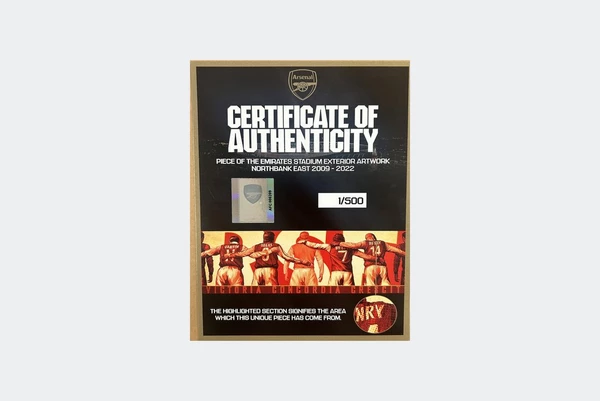 Arsenal
CERTIFICATE OF
AUTHENTICITY
PIECE OF THE EMIRATES STADIUM EXTERIOR ARTWORK
NORTHBANK EAST 2009 - 2022
1/500
14
VICTORIA CONCORDIA CRESCIT
THE HIGHLIGHTED SECTION SIGNIFIES THE AREA
WHICH THIS UNIQUE PIECE HAS COME FROM.
NRY